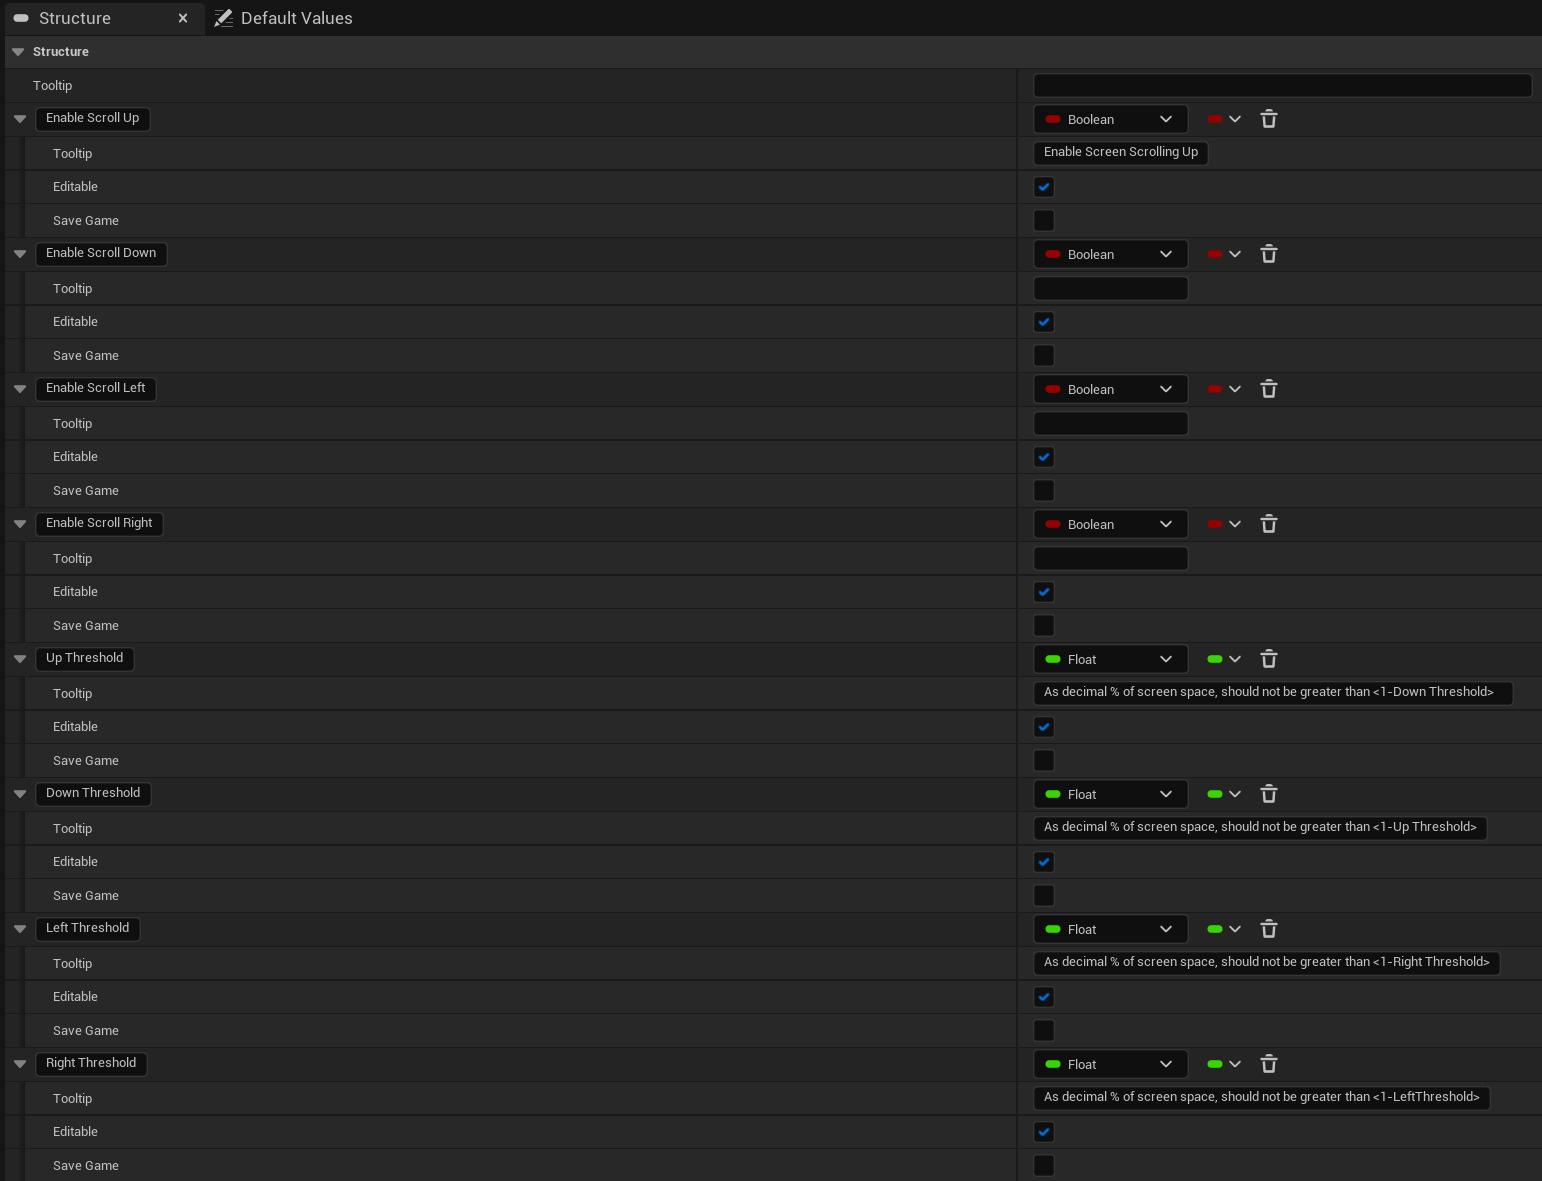 Structure
Default Values
Structure
Tooltip
Enable Scroll Up Boolean
Tooltip Enable Screen Scrolling Up
Editable
Save Game
Enable Scroll Down Boolean
Tooltip
Editable
Save Game
Enable Scroll Left Boolean
Tooltip
Editable
Save Game
Enable Scroll Right Boolean
Tooltip
Editable
Save Game
Up Threshold Float
Tooltip As decimal % of screen space, should not be greater than <1-Down Threshold>
Editable
Save Game
Down Threshold Float
Tooltip As decimal % of screen space, should not be greater than <1-Up Threshold>
Editable
Save Game
Left Threshold Float
Tooltip As decimal % of screen space, should not be greater than <1-Right Threshold>
Editable
Save Game
Right Threshold Float
Tooltip As decimal % of screen space, should not be greater than <1-LeftThreshold>
Editable
Save Game